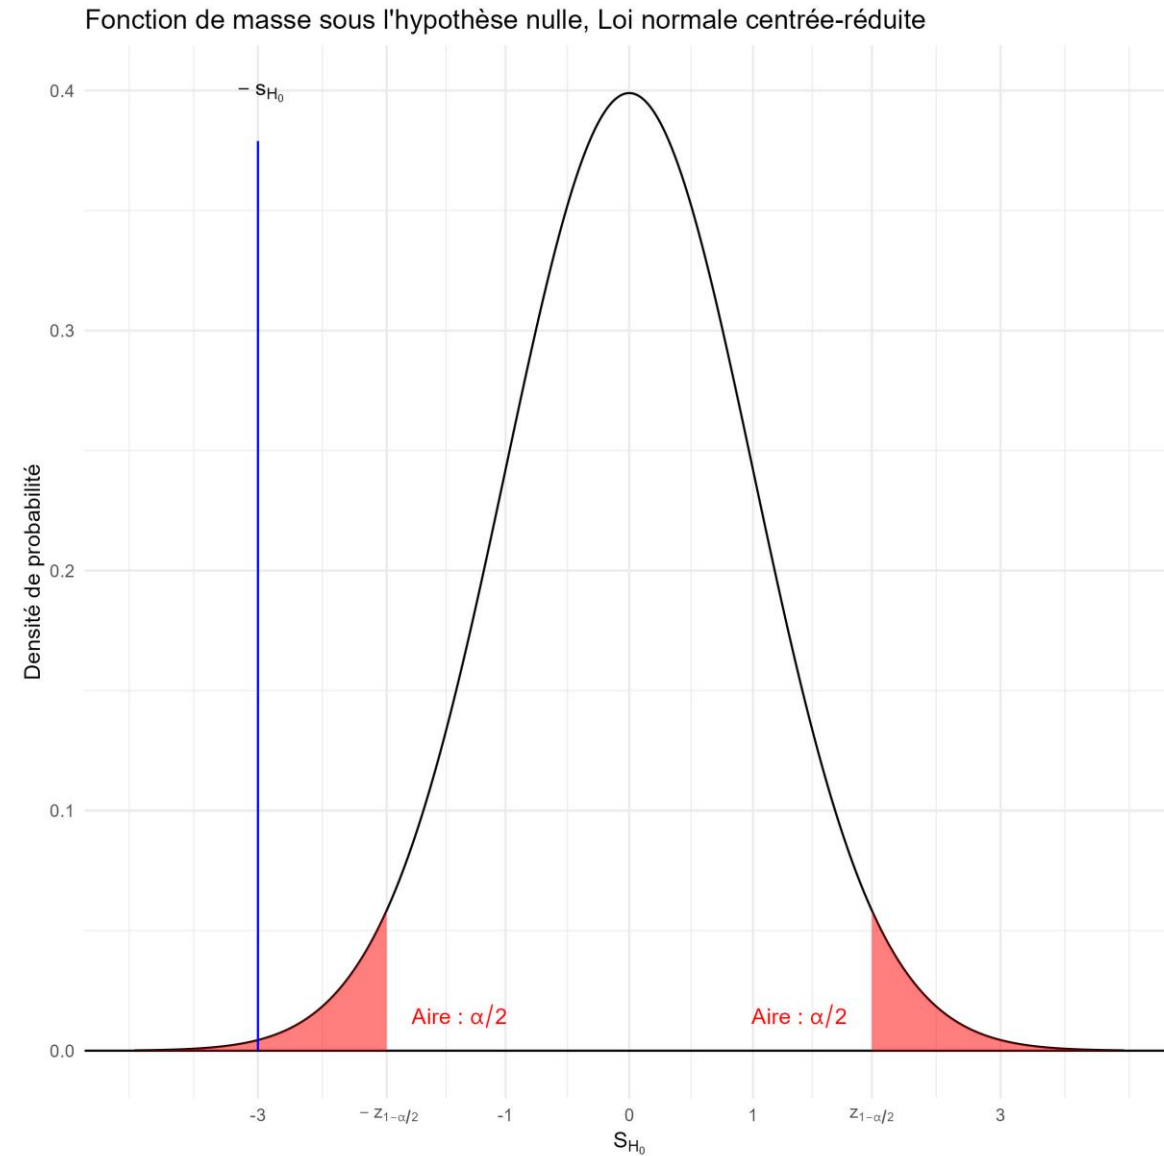 Fonction de masse sous l'hypothèse nulle, Loi normale centrée-réduite
− s_{H_0}
0.4
0.3
0.2
0.1
0.0
Densité de probabilité
Aire : α/2
Aire : α/2
-3
− z_{1−α/2}
-1
0
1
z_{1−α/2}
3
S_{H_0}